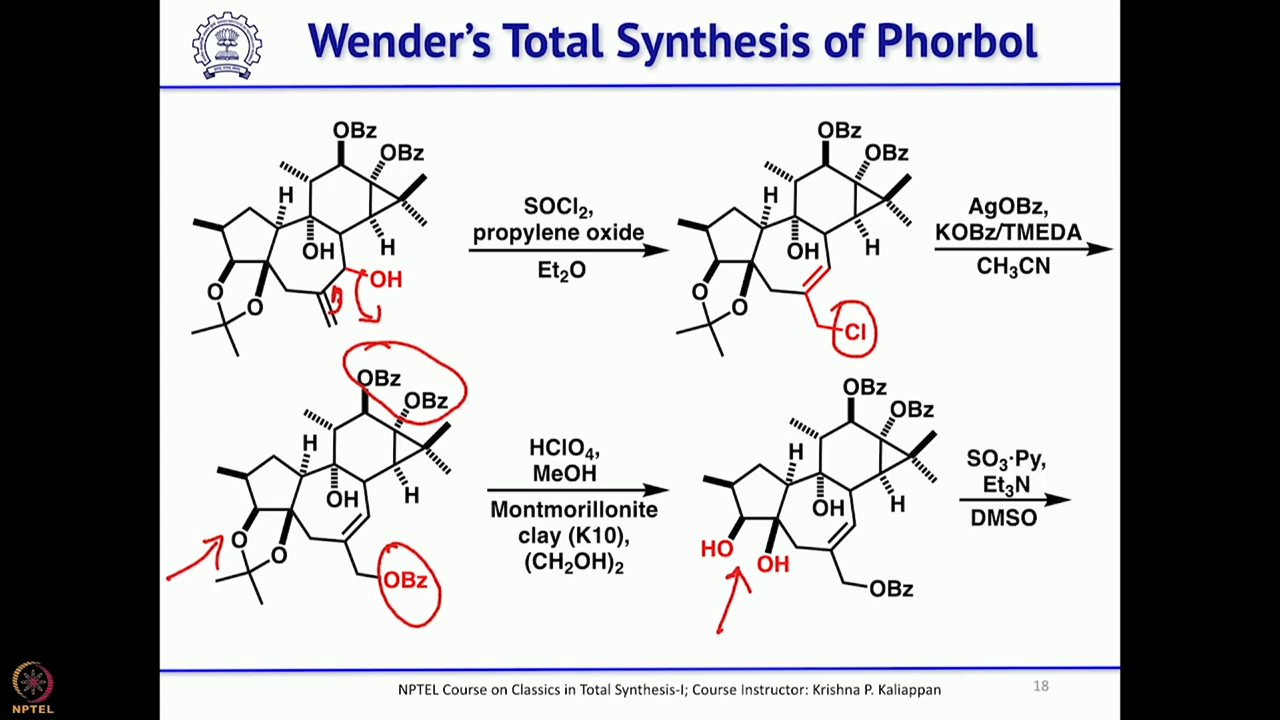 Wender's Total Synthesis of Phorbol
OBz
OBz
H
OH
H
OH
O
O
SOCl2,
propylene oxide
Et2O
OBz
OBz
H
OH
H
O
O
Cl
AgOBz,
KOBz/TMEDA
CH3CN
OBz
OBz
H
OH
H
O
O
OBz
HClO4,
MeOH
Montmorillonite
clay (K10),
(CH2OH)2
OBz
OBz
H
OH
H
HO
OH
OBz
SO3·Py,
Et3N
DMSO
NPTEL
NPTEL Course on Classics in Total Synthesis-I; Course Instructor: Krishna P. Kaliappan
18